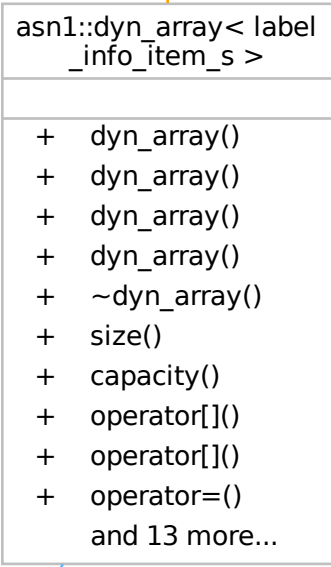 asn1::dyn_array< label
_info_item_s >
+ dyn_array()
+ dyn_array()
+ dyn_array()
+ dyn_array()
+ ~dyn_array()
+ size()
+ capacity()
+ operator[]()
+ operator[]()
+ operator=()
and 13 more...